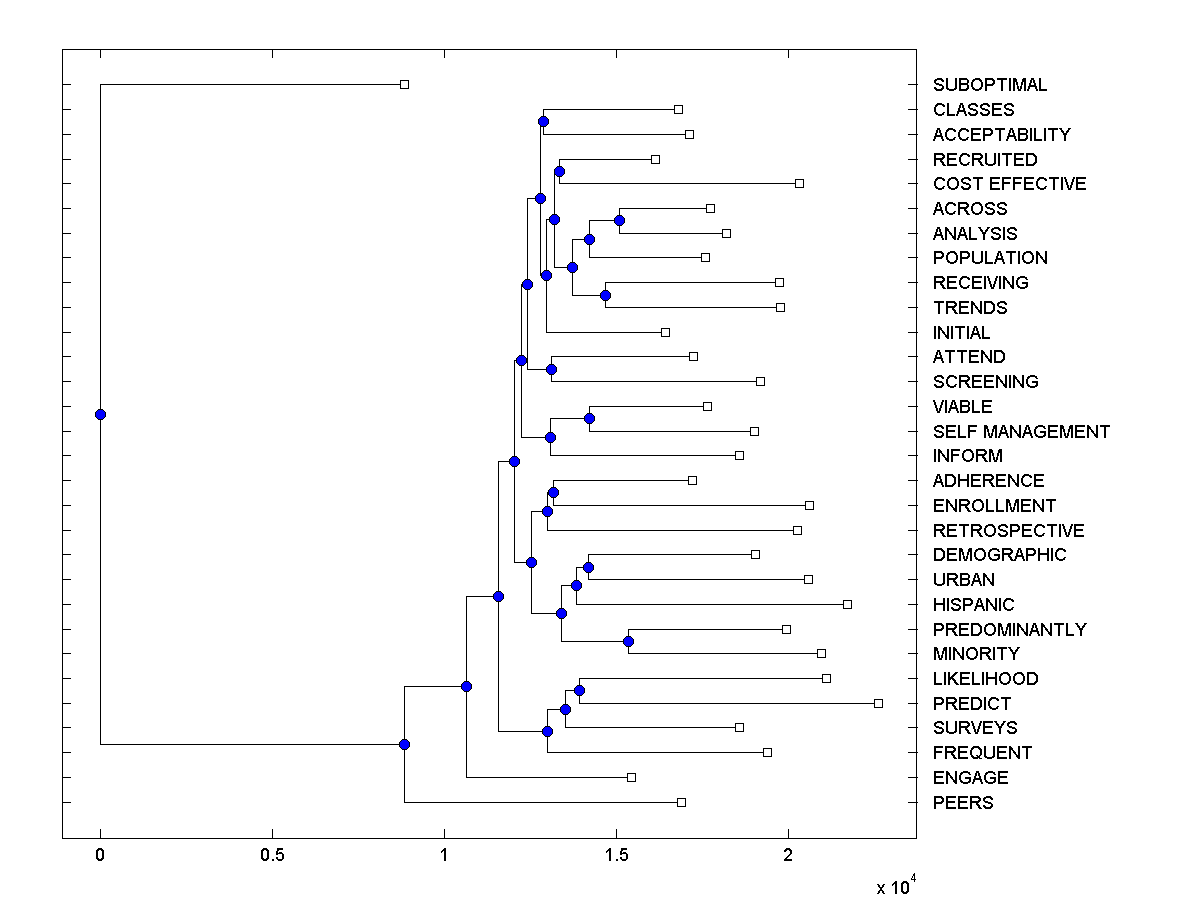 SUBOPTIMAL
CLASSES
ACCEPTABILITY
RECRUITED
COST EFFECTIVE
ACROSS
ANALYSIS
POPULATION
RECEIVING
TRENDS
INITIAL
ATTEND
SCREENING
VIABLE
SELF MANAGEMENT
INFORM
ADHERENCE
ENROLLMENT
RETROSPECTIVE
DEMOGRAPHIC
URBAN
HISPANIC
PREDOMINANTLY
MINORITY
LIKELIHOOD
PREDICT
SURVEYS
FREQUENT
ENGAGE
PEERS
0 0.5 1 1.5 2
x 10^4